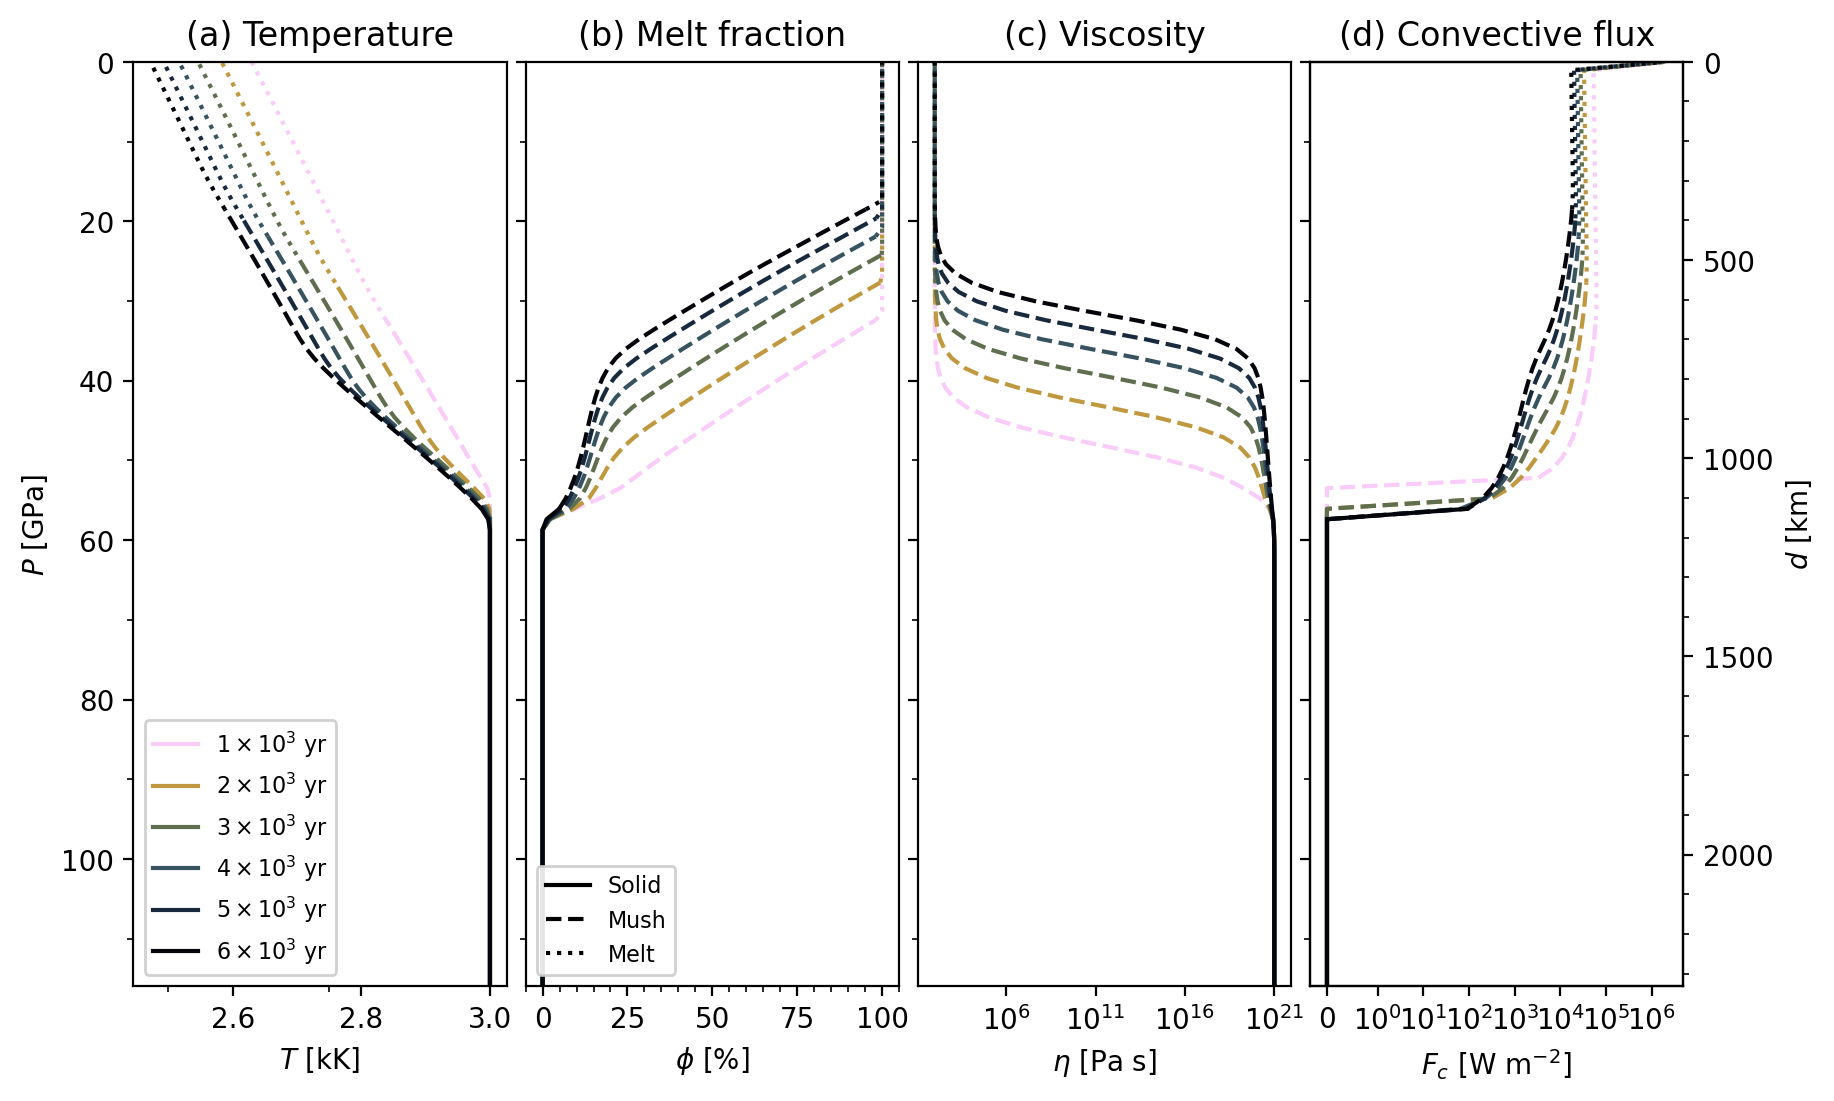 (a) Temperature
(b) Melt fraction
(c) Viscosity
(d) Convective flux
0
20
40
60
80
100
P [GPa]
1 × 10³ yr
2 × 10³ yr
3 × 10³ yr
4 × 10³ yr
5 × 10³ yr
6 × 10³ yr
2.6 2.8 3.0
T [kK]
Solid
Mush
Melt
0 25 50 75 100
ϕ [%]
10⁶ 10¹¹ 10¹⁶ 10²¹
η [Pa s]
0 10⁰ 10¹ 10² 10³ 10⁴ 10⁵ 10⁶
F_c [W m⁻²]
0
500
1000
1500
2000
d [km]